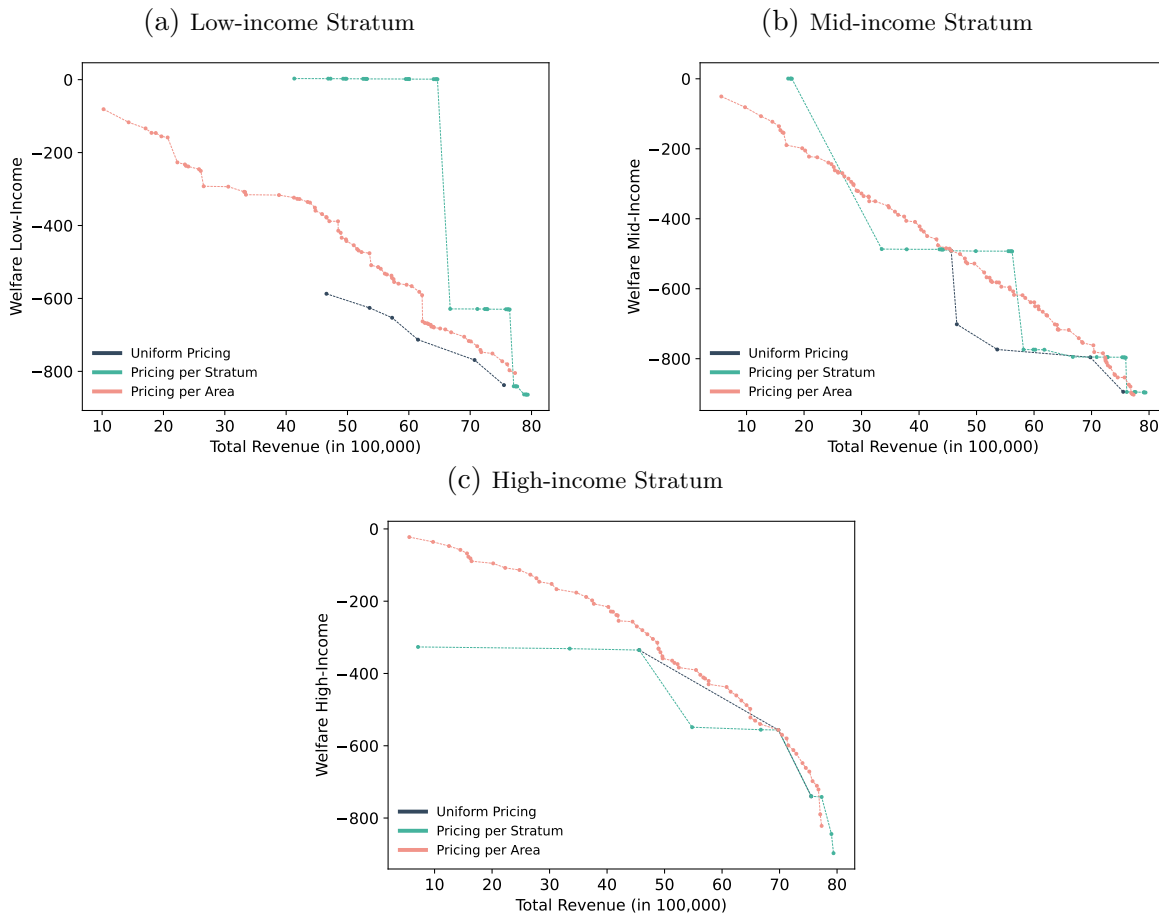 (a) Low-income Stratum
(b) Mid-income Stratum
0
−200
−400
−600
−800
Welfare Low-Income
Uniform Pricing
Pricing per Stratum
Pricing per Area
10 20 30 40 50 60 70 80
Total Revenue (in 100,000)
0
−200
−400
−600
−800
Welfare Mid-Income
Uniform Pricing
Pricing per Stratum
Pricing per Area
10 20 30 40 50 60 70 80
Total Revenue (in 100,000)
(c) High-income Stratum
0
−200
−400
−600
−800
Welfare High-Income
Uniform Pricing
Pricing per Stratum
Pricing per Area
10 20 30 40 50 60 70 80
Total Revenue (in 100,000)